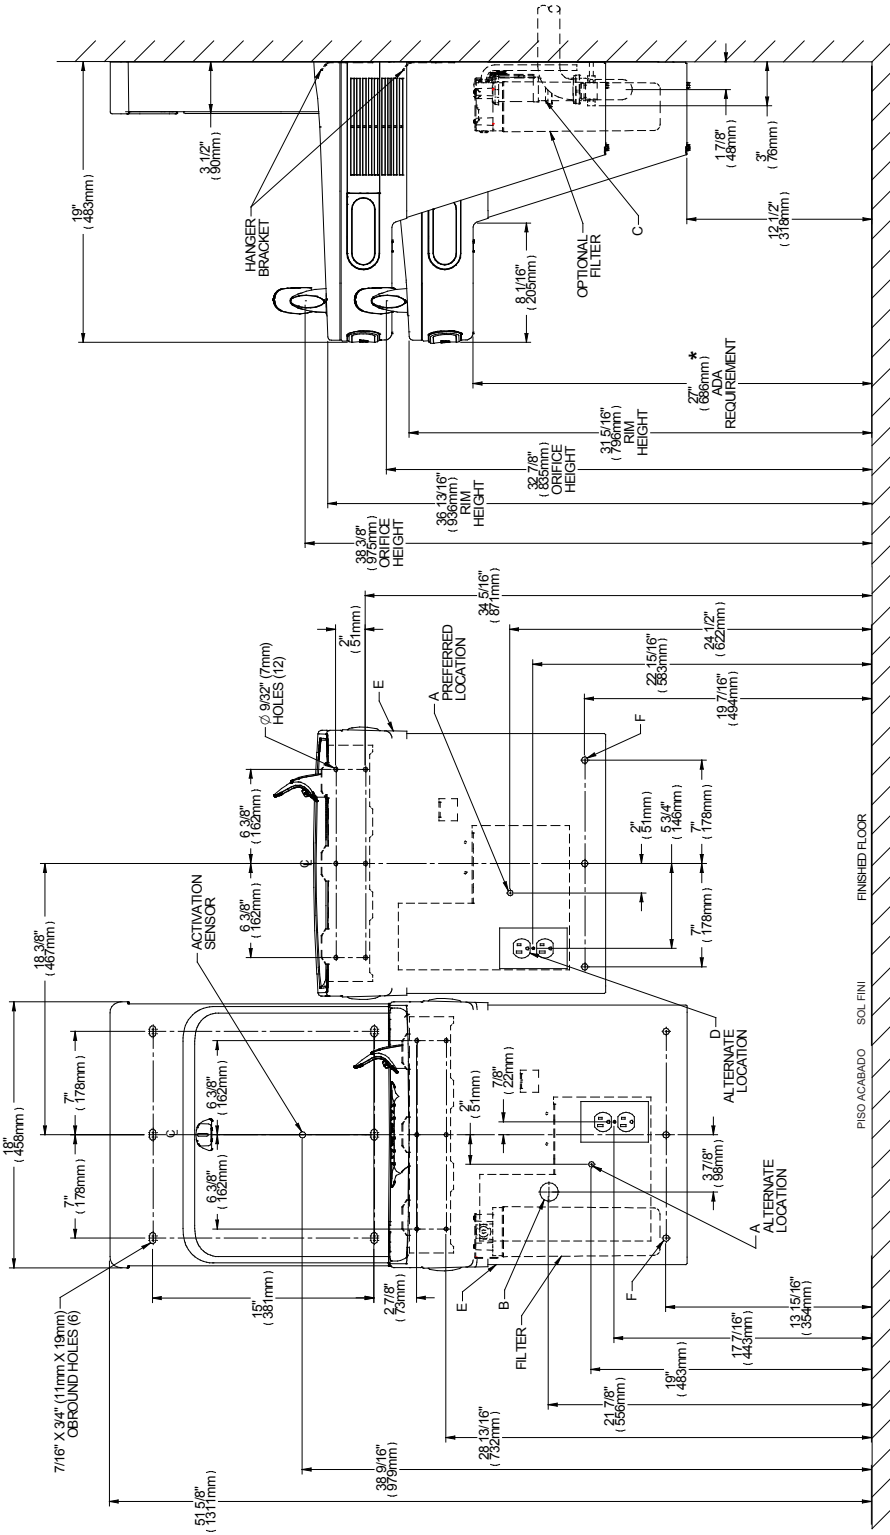 51 5/8"
( 1311mm )
38 9/16"
( 979mm )
28 13/16"
( 732mm )
21 7/8"
( 556mm )
19"
( 483mm )
17 7/16"
( 443mm )
13 15/16"
( 354mm )
7/16" X 3/4" (11mm X 19mm)
OBROUND HOLES (6)
18"
( 458mm )
7"
( 178mm )
7"
( 178mm )
18 3/8"
( 467mm )
15"
( 381mm )
6 3/8"
( 162mm )
6 3/8"
( 162mm )
ACTIVATION
SENSOR
2 7/8"
( 73mm )
E
B
FILTER
F
2"
( 51mm )
7/8"
( 22mm )
3 7/8"
( 98mm )
A
ALTERNATE
LOCATION
D
ALTERNATE
LOCATION
℄
6 3/8"
( 162mm )
6 3/8"
( 162mm )
℄
∅ 9/32" (7mm)
HOLES (12)
2"
( 51mm )
E
A
PREFERRED
LOCATION
F
2"
( 51mm )
5 3/4"
( 146mm )
7"
( 178mm )
7"
( 178mm )
34 5/16"
( 871mm )
24 1/2"
( 622mm )
22 15/16"
( 583mm )
19 7/16"
( 494mm )
38 3/8"
( 975mm )
ORIFICE
HEIGHT
36 13/16"
( 936mm )
RIM
HEIGHT
32 7/8"
( 835mm )
ORIFICE
HEIGHT
31 5/16"
( 796mm )
RIM
HEIGHT
27" *
( 686mm )
ADA
REQUIREMENT
19"
( 483mm )
3 1/2"
( 90mm )
HANGER
BRACKET
8 1/16"
( 205mm )
OPTIONAL
FILTER
C
1 7/8"
( 48mm )
3"
( 76mm )
12 1/2"
( 318mm )
PISO ACABADO SOL FINI FINISHED FLOOR